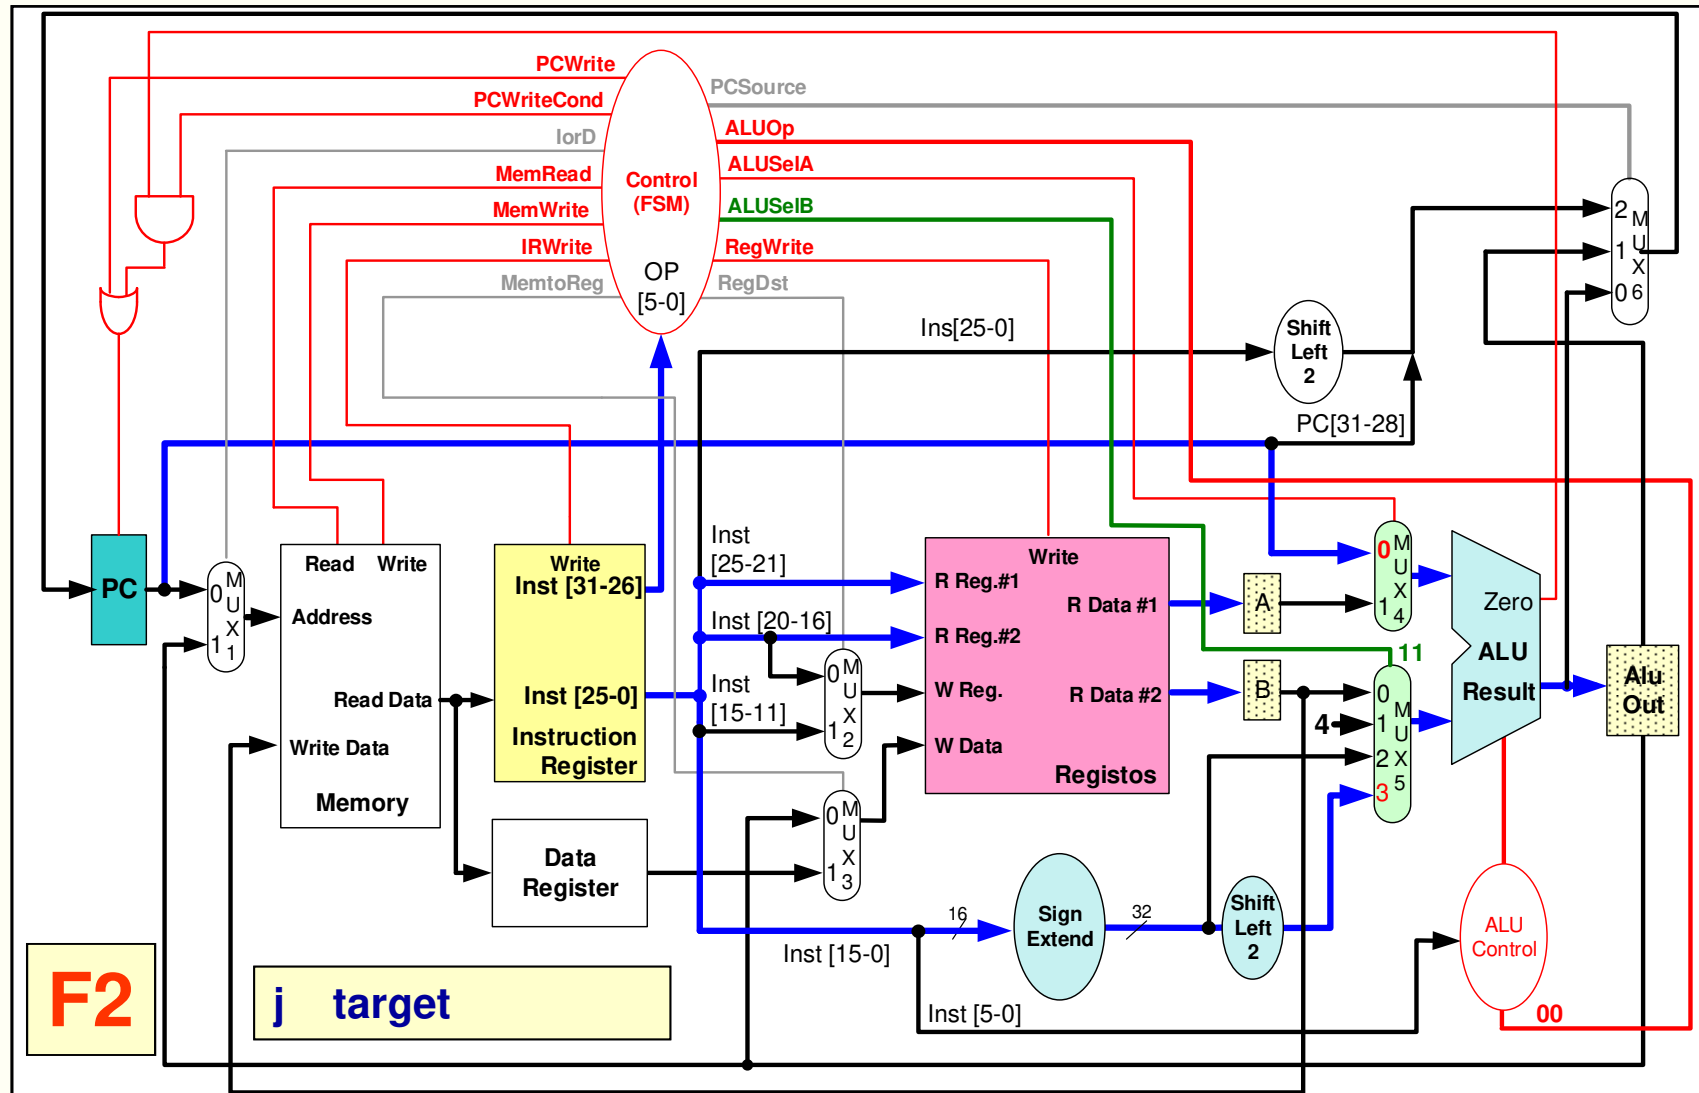 PCWrite
PCWriteCond
IorD
MemRead
MemWrite
IRWrite
MemtoReg
Control
(FSM)
OP
[5-0]
PCSource
ALUOp
ALUSelA
ALUSelB
RegWrite
RegDst
Ins[25-0]
Shift
Left
2
PC[31-28]
2
1
0
M
U
X
6
PC
0
1
M
U
X
1
Read
Write
Address
Read Data
Write Data
Memory
Write
Inst [31-26]
Inst [25-0]
Instruction
Register
Data
Register
Inst
[25-21]
Inst [20-16]
Inst
[15-11]
0
1
M
U
X
2
0
1
M
U
X
3
Write
R Reg.#1
R Reg.#2
W Reg.
W Data
R Data #1
R Data #2
Registos
A
B
0
1
M
U
X
4
11
4
0
1
2
3
M
U
X
5
Zero
ALU
Result
Alu
Out
Inst [15-0]
16
Sign
Extend
32
Shift
Left
2
Inst [5-0]
ALU
Control
00
F2
j target